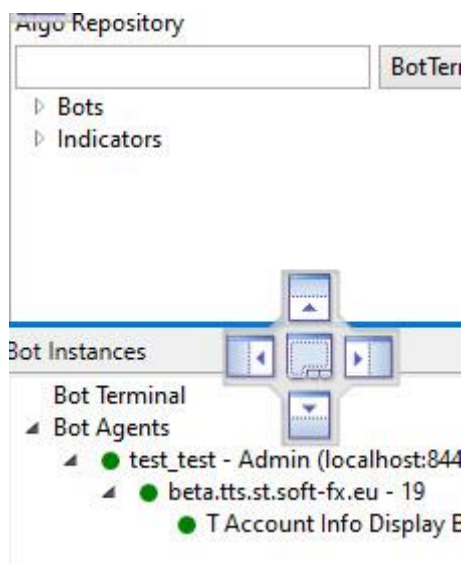 Algo Repository
BotTer
Bots
Indicators
Bot Instances
Bot Terminal
Bot Agents
test_test - Admin (localhost:844
beta.tts.st.soft-fx.eu - 19
T Account Info Display B